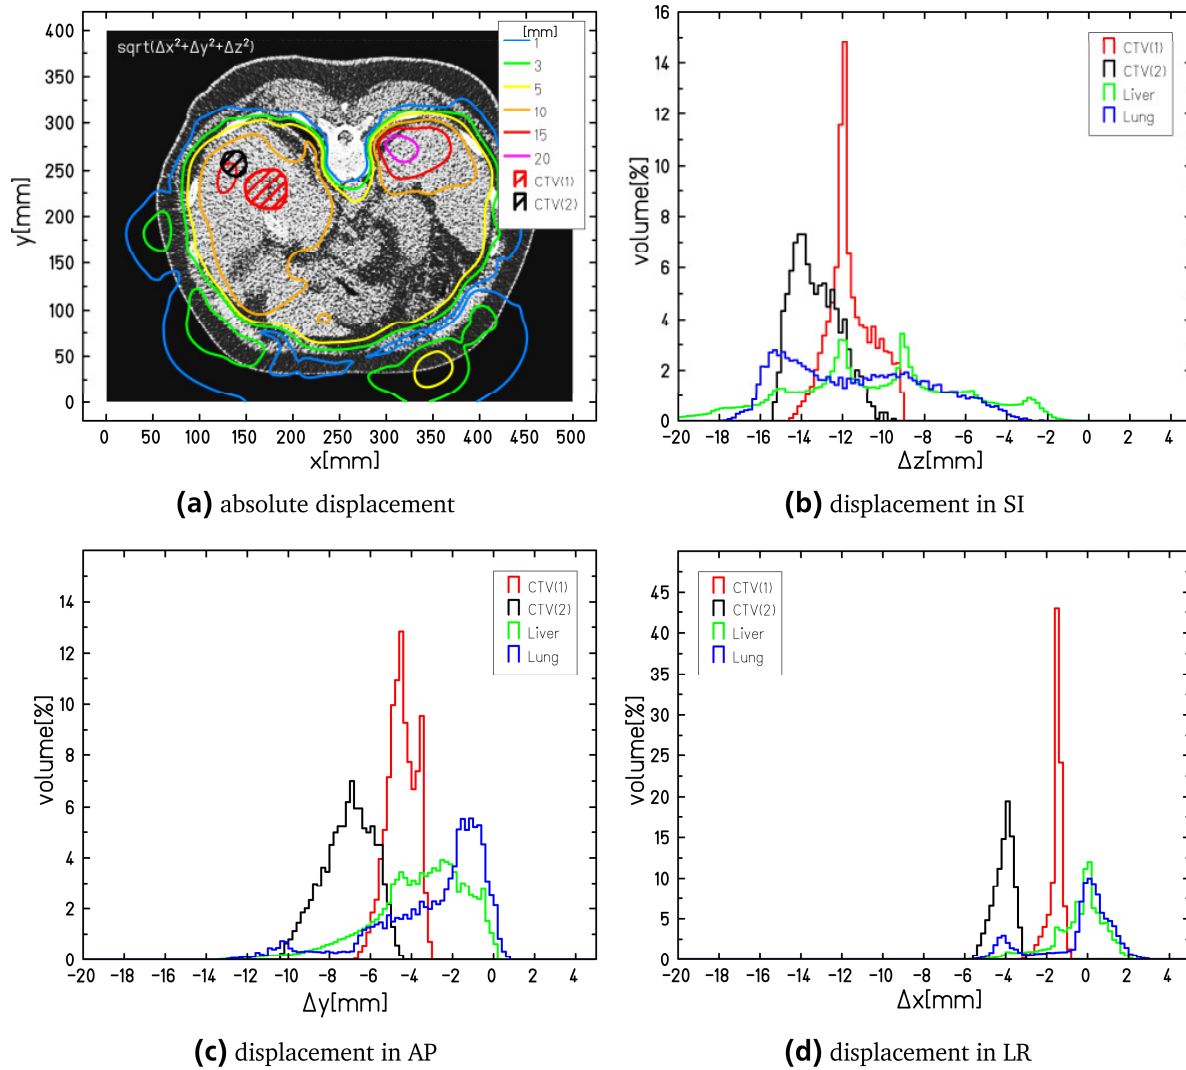 sqrt(Δx²+Δy²+Δz²)
[mm]
1
3
5
10
15
20
CTV(1)
CTV(2)
400
350
300
250
200
150
100
50
0
y[mm]
0 50 100 150 200 250 300 350 400 450 500
x[mm]
(a) absolute displacement
16
14
12
10
8
6
4
2
0
volume[%]
CTV(1)
CTV(2)
Liver
Lung
−20 −18 −16 −14 −12 −10 −8 −6 −4 −2 0 2 4
Δz[mm]
(b) displacement in SI
14
12
10
8
6
4
2
0
volume[%]
CTV(1)
CTV(2)
Liver
Lung
−20 −18 −16 −14 −12 −10 −8 −6 −4 −2 0 2 4
Δy[mm]
(c) displacement in AP
45
40
35
30
25
20
15
10
5
0
volume[%]
CTV(1)
CTV(2)
Liver
Lung
−20 −18 −16 −14 −12 −10 −8 −6 −4 −2 0 2 4
Δx[mm]
(d) displacement in LR